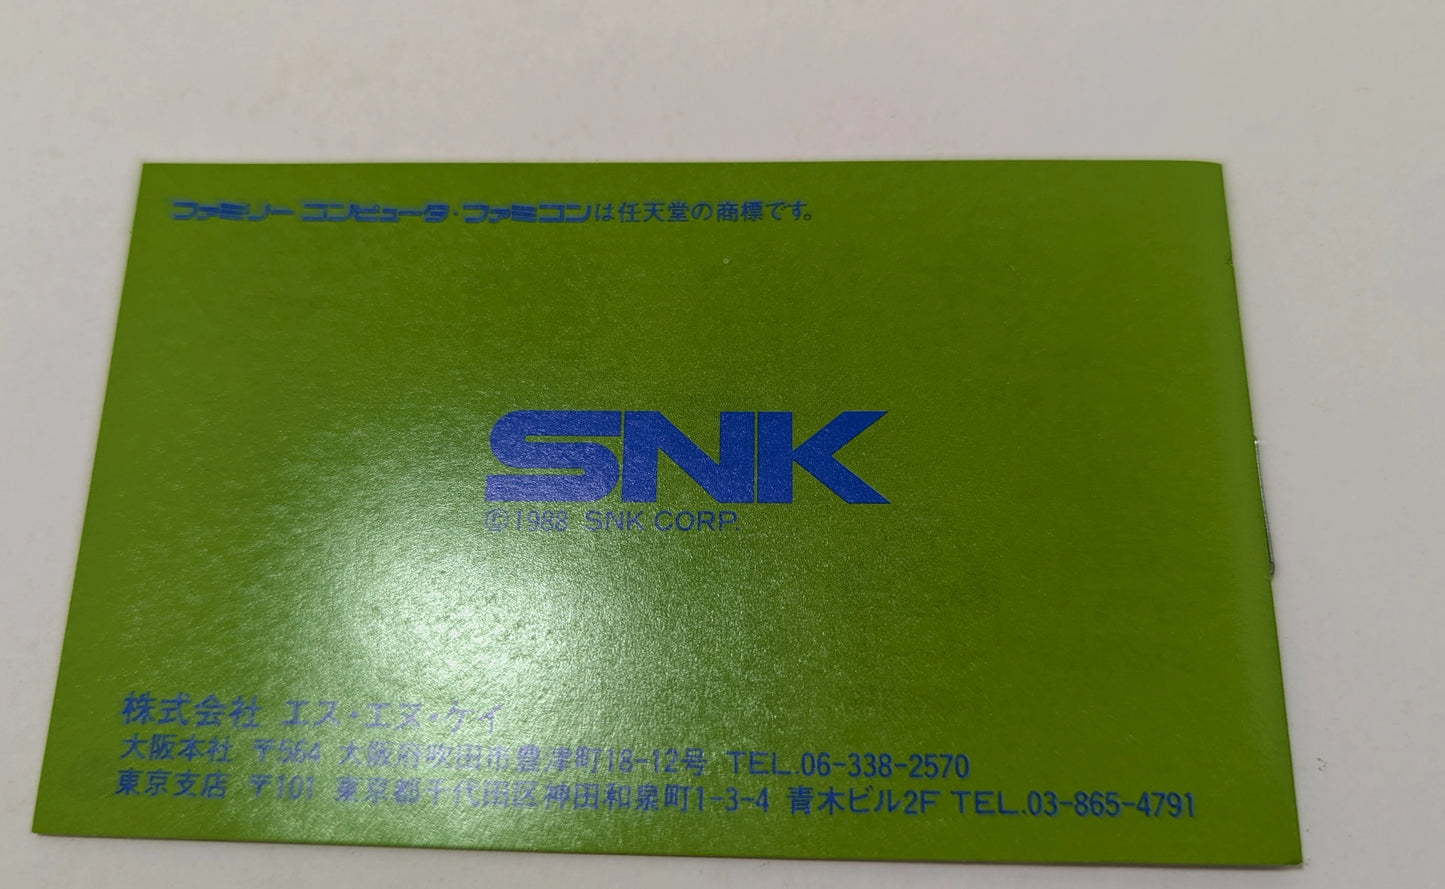 ファミリーコンピュータ・ファミコンは任天堂の商標です。
SNK
©1988 SNK CORP.
株式会社 エス・エヌ・ケイ
大阪本社 〒564 大阪府吹田市豊津町18-12号 TEL.06-338-2570
東京支店 〒101 東京都千代田区神田和泉町1-3-4 青木ビル2F TEL.03-865-4791